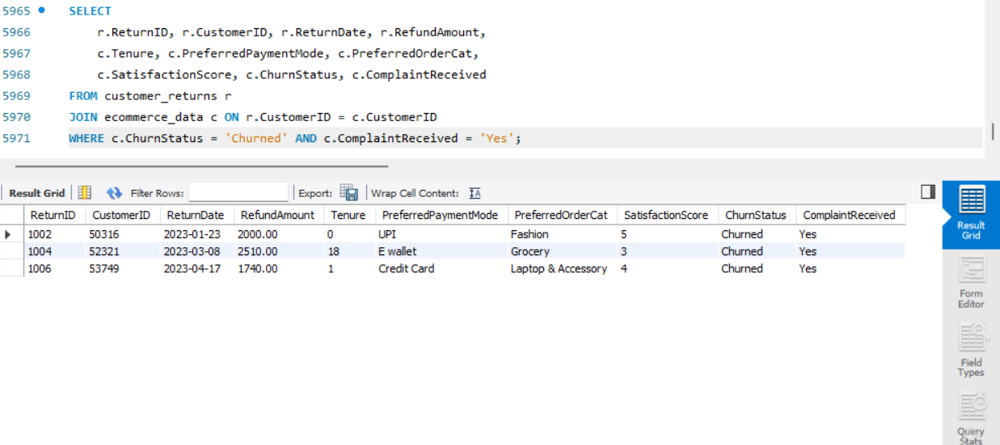 5965 SELECT
5966 r.ReturnID, r.CustomerID, r.ReturnDate, r.RefundAmount,
5967 c.Tenure, c.PreferredPaymentMode, c.PreferredOrderCat,
5968 c.SatisfactionScore, c.ChurnStatus, c.ComplaintReceived
5969 FROM customer_returns r
5970 JOIN ecommerce_data c ON r.CustomerID = c.CustomerID
5971 WHERE c.ChurnStatus = 'Churned' AND c.ComplaintReceived = 'Yes';
Result Grid Filter Rows: Export: Wrap Cell Content: IA
ReturnID CustomerID ReturnDate RefundAmount Tenure PreferredPaymentMode PreferredOrderCat SatisfactionScore ChurnStatus ComplaintReceived
1002 50316 2023-01-23 2000.00 0 UPI Fashion 5 Churned Yes
1004 52321 2023-03-08 2510.00 18 E wallet Grocery 3 Churned Yes
1006 53749 2023-04-17 1740.00 1 Credit Card Laptop & Accessory 4 Churned Yes
Result
Grid
Form
Editor
Field
Types
Query
Stats